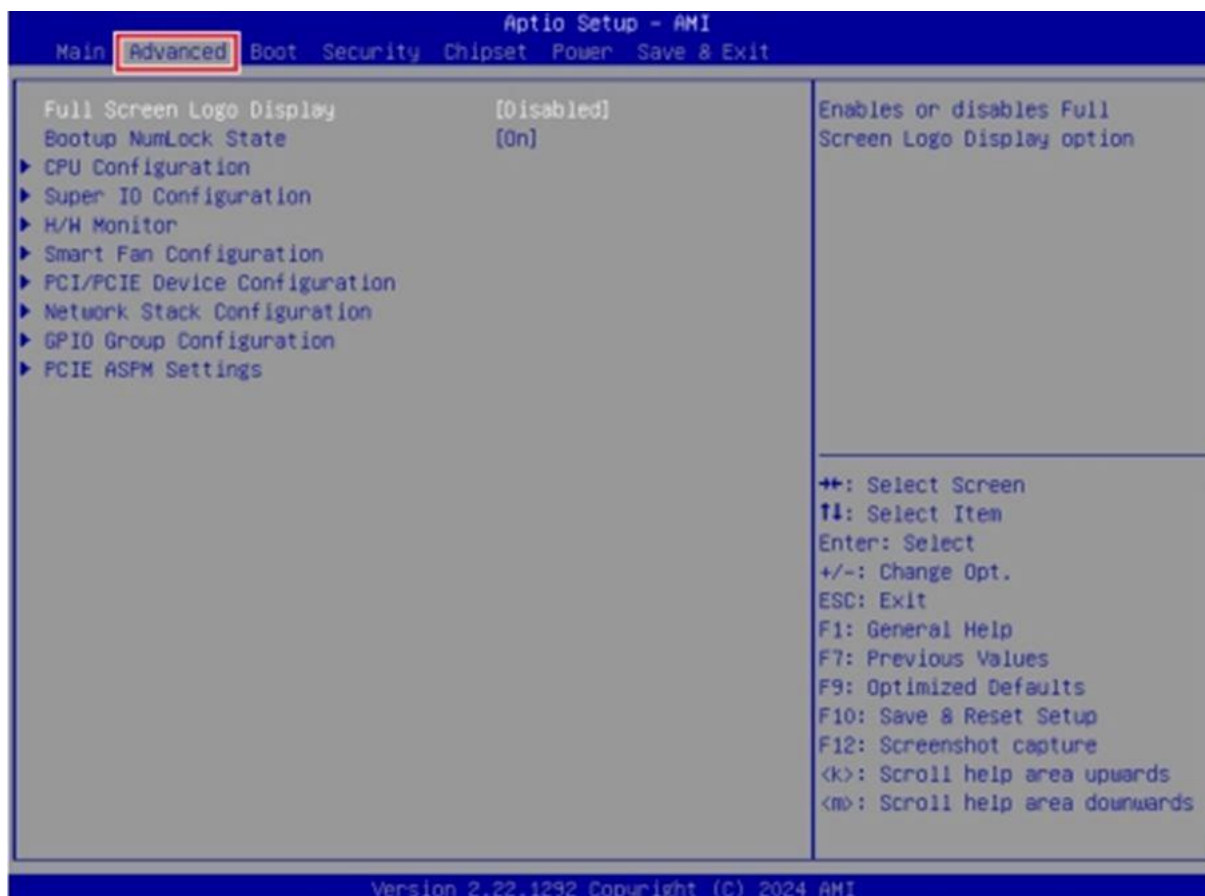 Aptio Setup – AMI
Main Advanced Boot Security Chipset Power Save & Exit
Full Screen Logo Display [Disabled]
Bootup NumLock State [On]
▶ CPU Configuration
▶ Super IO Configuration
▶ H/W Monitor
▶ Smart Fan Configuration
▶ PCI/PCIE Device Configuration
▶ Network Stack Configuration
▶ GPIO Group Configuration
▶ PCIE ASPM Settings
Enables or disables Full
Screen Logo Display option
→←: Select Screen
↑↓: Select Item
Enter: Select
+/-: Change Opt.
ESC: Exit
F1: General Help
F7: Previous Values
F9: Optimized Defaults
F10: Save & Reset Setup
F12: Screenshot capture
<k>: Scroll help area upwards
<m>: Scroll help area downwards
Version 2.22.1292 Copyright (C) 2024 AMI